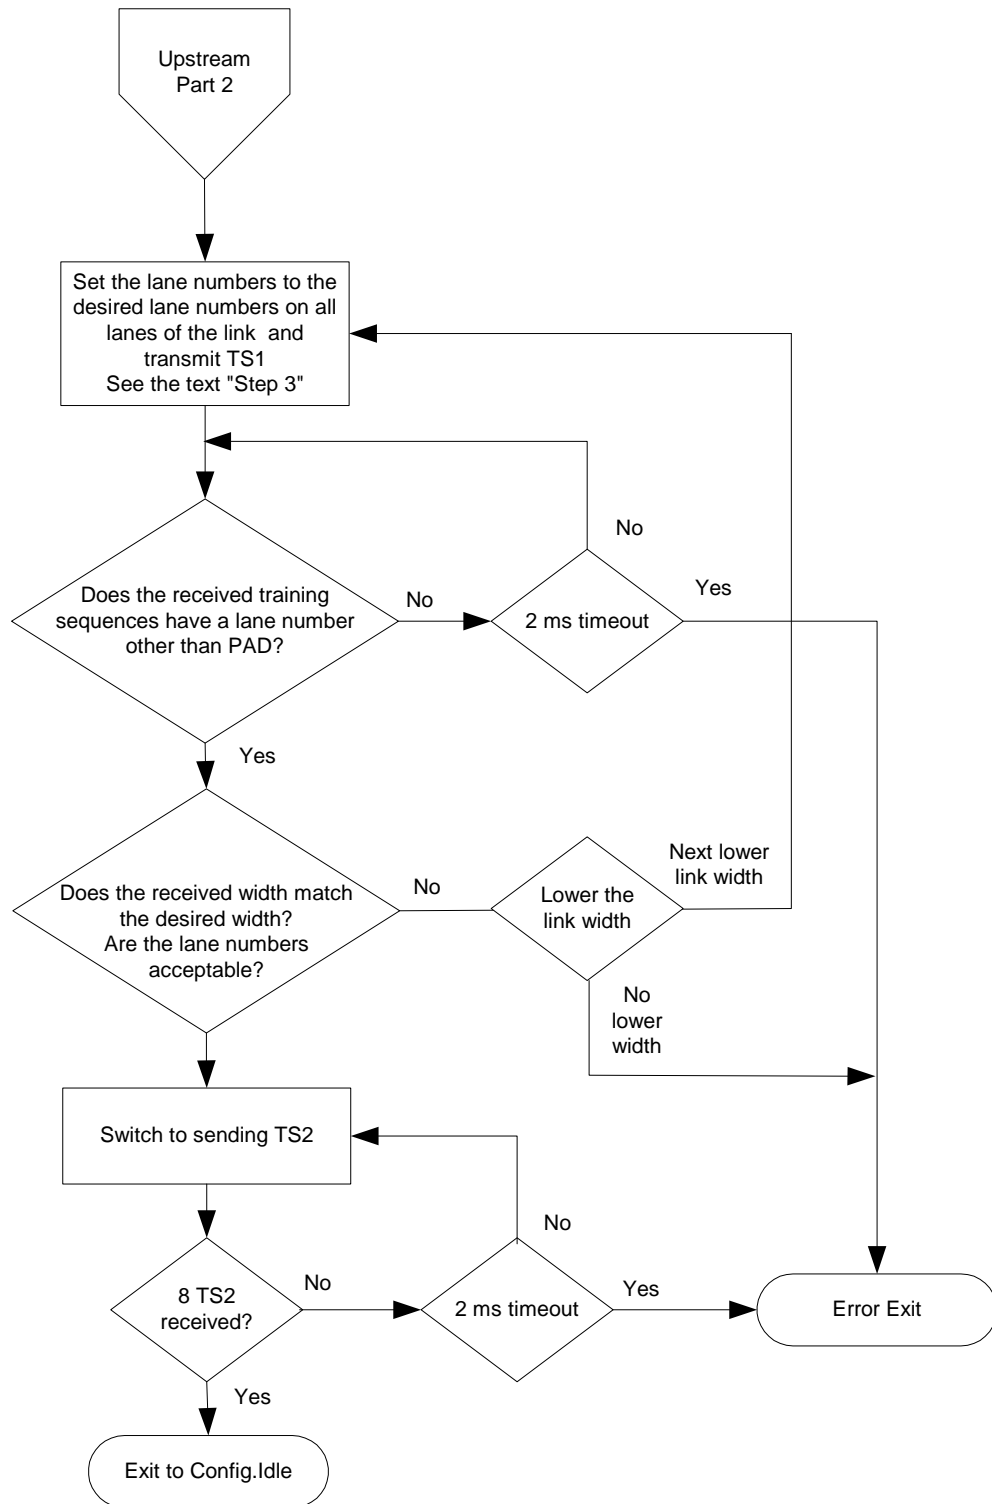 Upstream
Part 2
Set the lane numbers to the
desired lane numbers on all
lanes of the link and
transmit TS1
See the text "Step 3"
No
Does the received training
sequences have a lane number
other than PAD?
No
2 ms timeout
Yes
Yes
Does the received width match
the desired width?
Are the lane numbers
acceptable?
No
Lower the
link width
Next lower
link width
No
lower
width
Switch to sending TS2
No
8 TS2
received?
No
2 ms timeout
Yes
Error Exit
Yes
Exit to Config.Idle